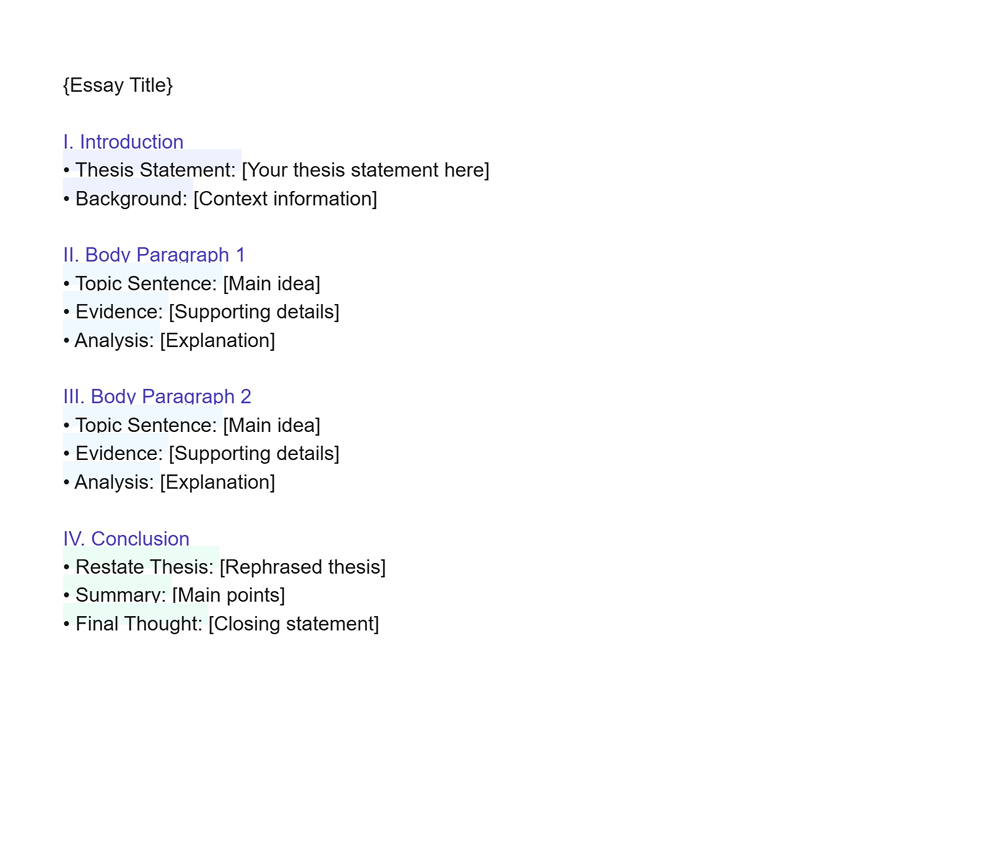 {Essay Title}
I. Introduction
• Thesis Statement: [Your thesis statement here]
• Background: [Context information]
II. Body Paragraph 1
• Topic Sentence: [Main idea]
• Evidence: [Supporting details]
• Analysis: [Explanation]
III. Body Paragraph 2
• Topic Sentence: [Main idea]
• Evidence: [Supporting details]
• Analysis: [Explanation]
IV. Conclusion
• Restate Thesis: [Rephrased thesis]
• Summary: [Main points]
• Final Thought: [Closing statement]